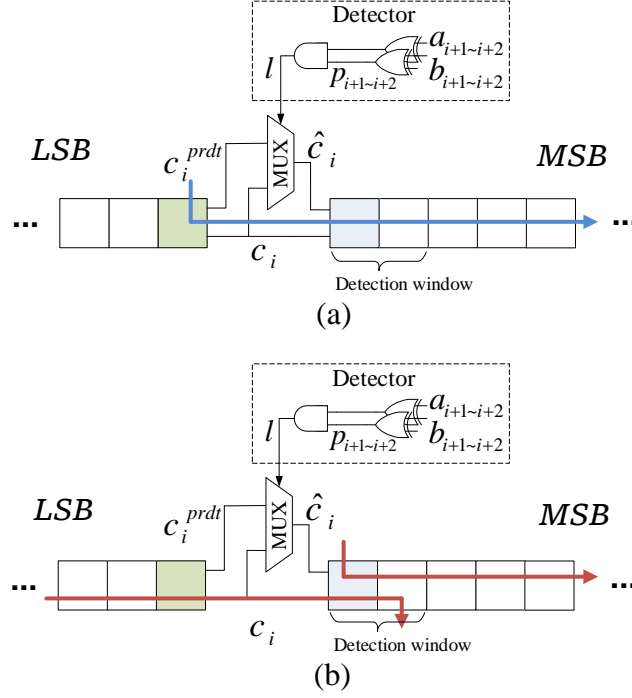 Detector
a_{i+1~i+2}
l
p_{i+1~i+2}
b_{i+1~i+2}
LSB
c_i^{prdt}
MUX
ĉ_i
MSB
...
...
c_i
Detection window
(a)
Detector
a_{i+1~i+2}
l
p_{i+1~i+2}
b_{i+1~i+2}
LSB
c_i^{prdt}
MUX
ĉ_i
MSB
...
...
c_i
Detection window
(b)